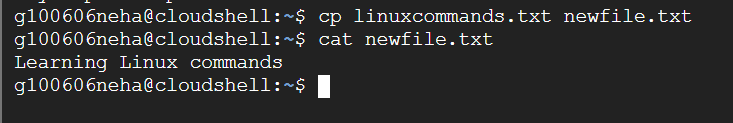 g100606neha@cloudshell:~$ cp linuxcommands.txt newfile.txt
g100606neha@cloudshell:~$ cat newfile.txt
Learning Linux commands
g100606neha@cloudshell:~$